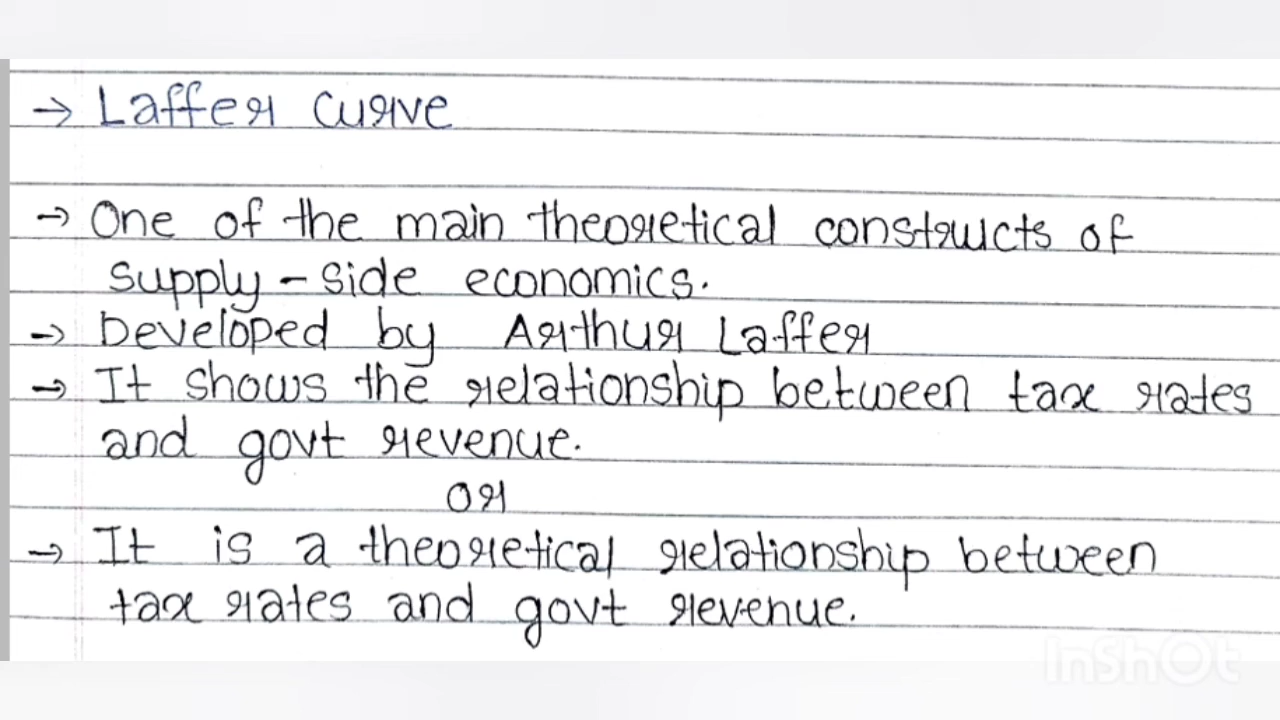 → Laffer curve
→ One of the main theoretical constructs of
supply - side economics.
→ Developed by Arthur Laffer
→ It shows the relationship between tax rates
and govt revenue.
or
→ It is a theoretical relationship between
tax rates and govt revenue.
InShOt